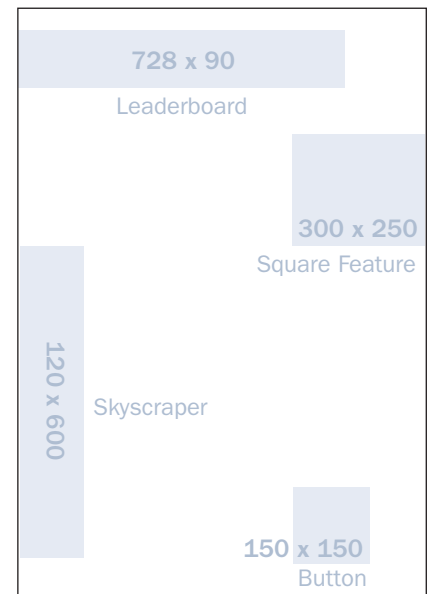 728 x 90
Leaderboard
300 x 250
Square Feature
120 x 600
Skyscraper
150 x 150
Button